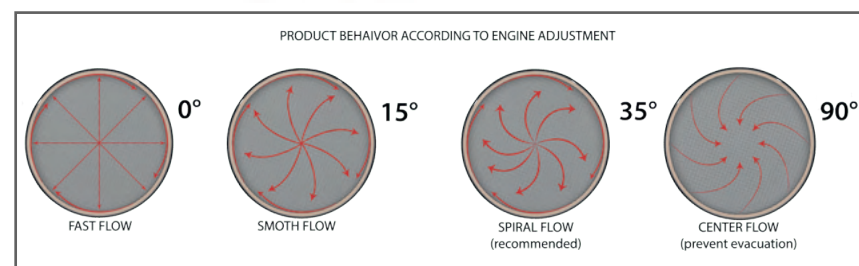 PRODUCT BEHAIVOR ACCORDING TO ENGINE ADJUSTMENT
0°
15°
35°
90°
FAST FLOW
SMOTH FLOW
SPIRAL FLOW
(recommended)
CENTER FLOW
(prevent evacuation)